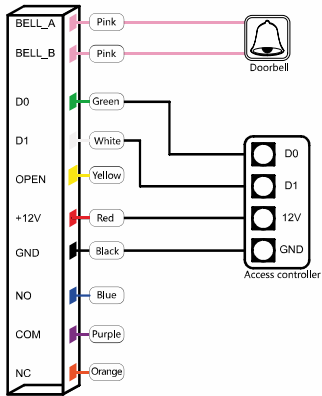 BELL_A Pink
BELL_B Pink
Doorbell
D0 Green
D1 White
OPEN Yellow
+12V Red
GND Black
NO Blue
COM Purple
NC Orange
D0
D1
12V
GND
Access controller